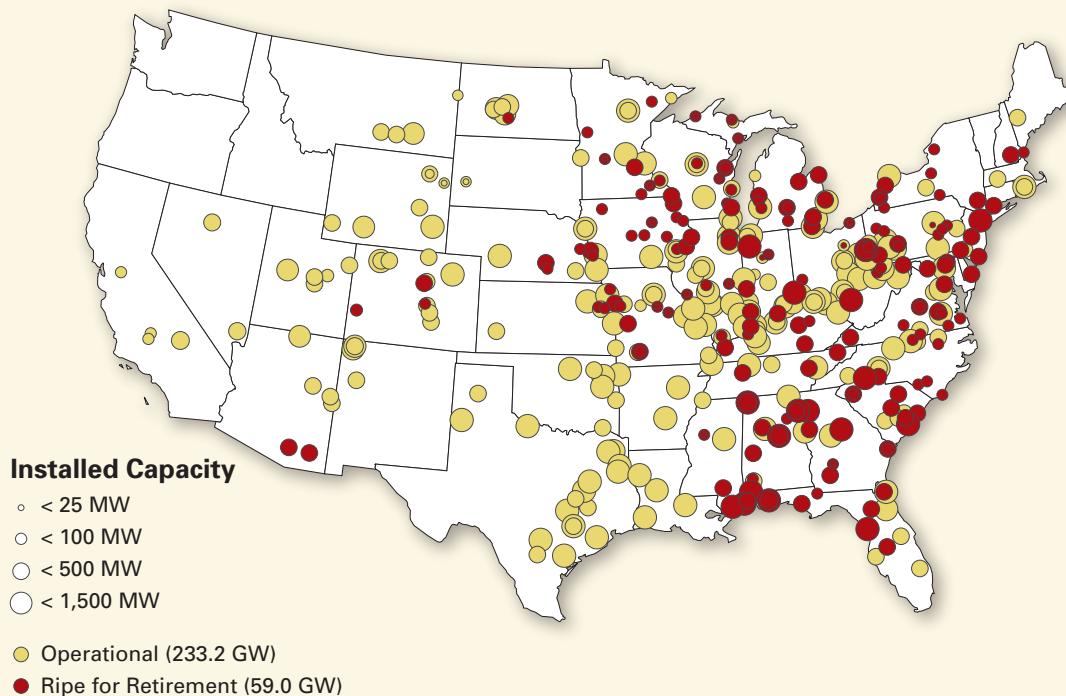 Installed Capacity
< 25 MW
< 100 MW
< 500 MW
< 1,500 MW
Operational (233.2 GW)
Ripe for Retirement (59.0 GW)